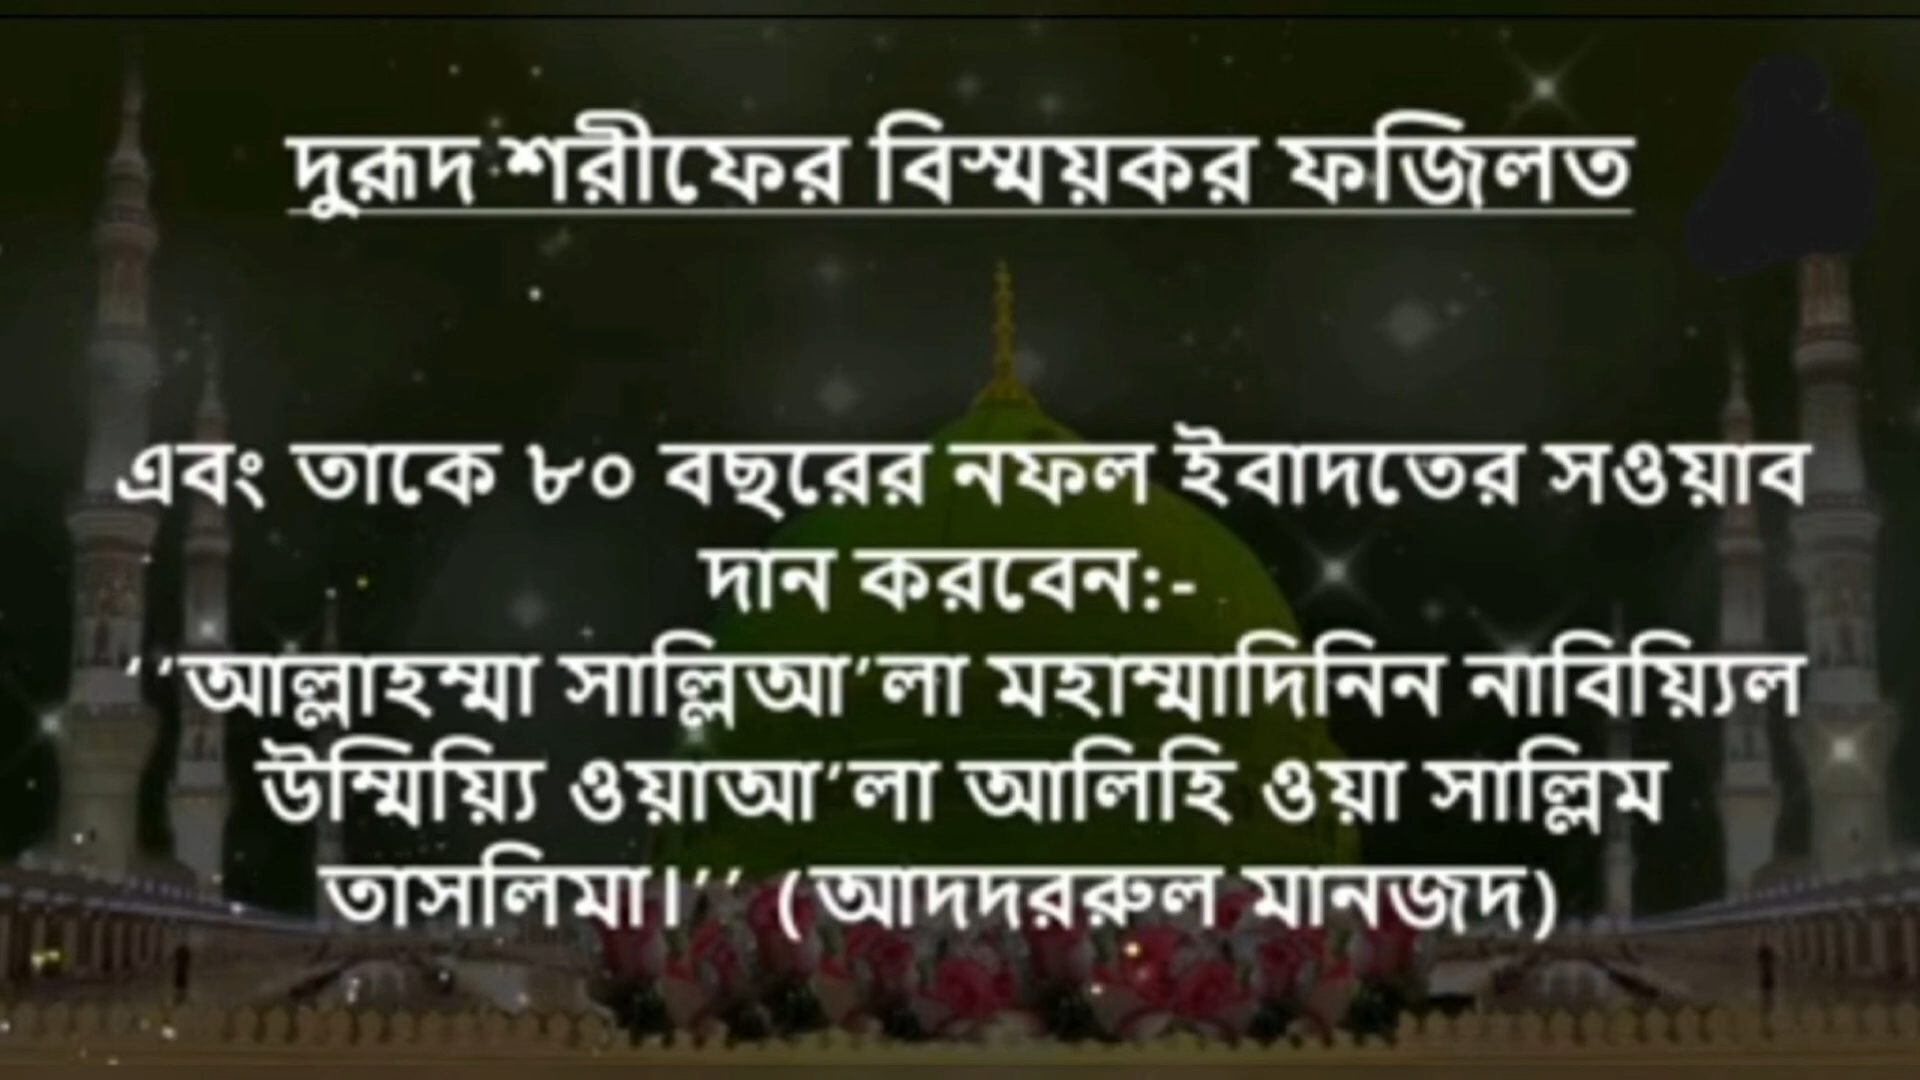 দুরূদ শরীফের বিস্ময়কর ফজিলত
এবং তাকে ৮০ বছরের নফল ইবাদতের সওয়াব
দান করবেন:-
’’আল্লাহম্মা সাল্লিআ’লা মহাম্মাদিনিন নাবিয়্যিল
উম্মিয়্যি ওয়াআ’লা আলিহি ওয়া সাল্লিম
তাসলিমা।’’ (আদদররুল মানজদ)